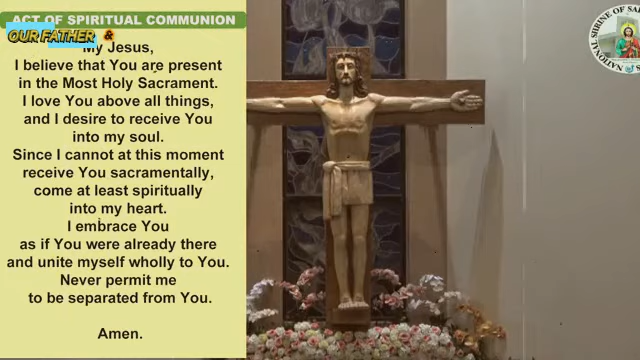 ACT OF SPIRITUAL COMMUNION
OUR FATHER &
My Jesus,
I believe that You are present
in the Most Holy Sacrament.
I love You above all things,
and I desire to receive You
into my soul.
Since I cannot at this moment
receive You sacramentally,
come at least spiritually
into my heart.
I embrace You
as if You were already there
and unite myself wholly to You.
Never permit me
to be separated from You.
Amen.
NATIONAL SHRINE OF